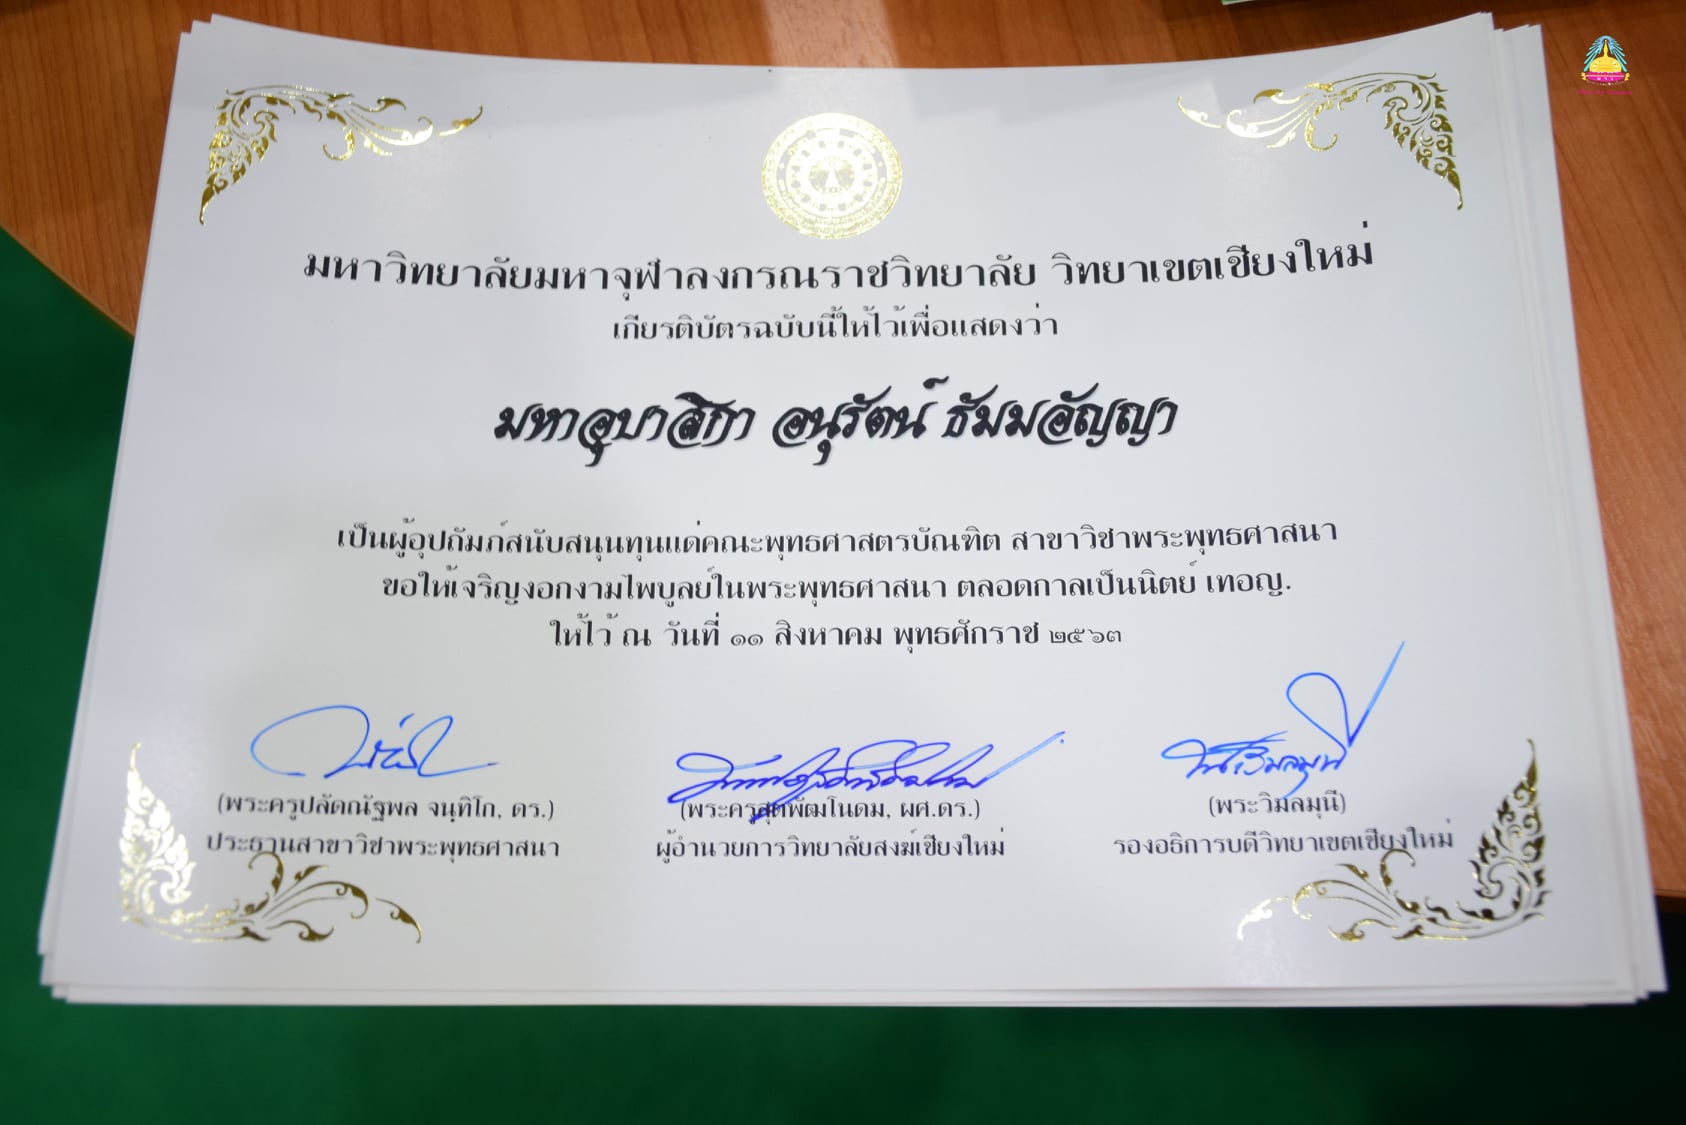 มหาวิทยาลัยมหาจุฬาลงกรณราชวิทยาลัย วิทยาเขตเชียงใหม่
เกียรติบัตรฉบับนี้ให้ไว้เพื่อแสดงว่า
มหาอุบาสิกา อนุรัตน์ ธัมมอัญญา
เป็นผู้อุปถัมภ์สนับสนุนทุนแด่คณะพุทธศาสตรบัณฑิต สาขาวิชาพระพุทธศาสนา
ขอให้เจริญงอกงามไพบูลย์ในพระพุทธศาสนา ตลอดกาลเป็นนิตย์ เทอญ.
ให้ไว้ ณ วันที่ ๑๑ สิงหาคม พุทธศักราช ๒๕๖๓
(พระครูปลัดณัฐพล จนฺทิโก, ดร.)
ประธานสาขาวิชาพระพุทธศาสนา
(พระครูสุตพัฒโนดม, ผศ.ดร.)
ผู้อำนวยการวิทยาลัยสงฆ์เชียงใหม่
(พระวิมลมุนี)
รองอธิการบดีวิทยาเขตเชียงใหม่